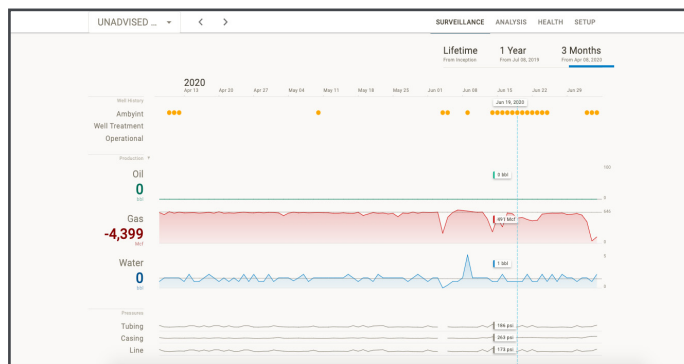 UNADVISED ...
SURVEILLANCE ANALYSIS HEALTH SETUP
Lifetime 1 Year 3 Months
From Inception From Jul 08, 2019 From Apr 08, 2020
2020
Apr 13 Apr 20 Apr 27 May 04 May 11 May 18 May 25 Jun 01 Jun 08 Jun 15 Jun 22 Jun 29
Well History
Jun 19, 2020
Ambyint
Well Treatment
Operational
Production
Oil
0
bbl
0 bbl
100
0
Gas
-4,399
Mcf
491 Mcf
0
Water
0
bbl
1 bbl
5
0
Pressures
Tubing 186 psi
Casing 263 psi
Line 173 psi